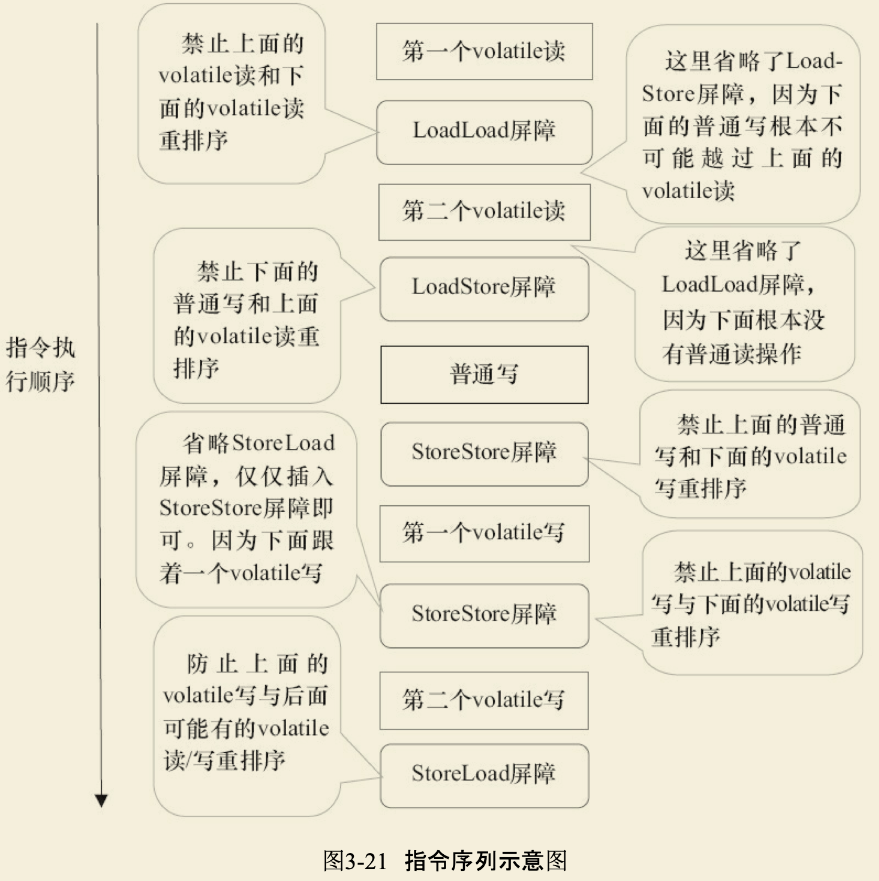 禁止上面的
volatile读和下
面的volatile读
重排序
第一个volatile读
这里省略了Load-
Store屏障，因为下
面的普通写根本不
可能越过上面的
volatile读
LoadLoad屏障
第二个volatile读
这里省略了
LoadLoad屏障，
因为下面根本没
有普通读操作
禁止下面的
普通写和上面
的volatile读重
排序
LoadStore屏障
指令执
行顺序
普通写
禁止上面的普通
写和下面的volatile
写重排序
省略StoreLoad
屏障，仅仅插入
StoreStore屏障即
可。因为下面跟
着一个volatile写
StoreStore屏障
第一个volatile写
禁止上面的volatile
写与下面的volatile写
重排序
StoreStore屏障
防止上面的
volatile写与后面
可能有的volatile
读/写重排序
第二个volatile写
StoreLoad屏障
图3-21 指令序列示意图